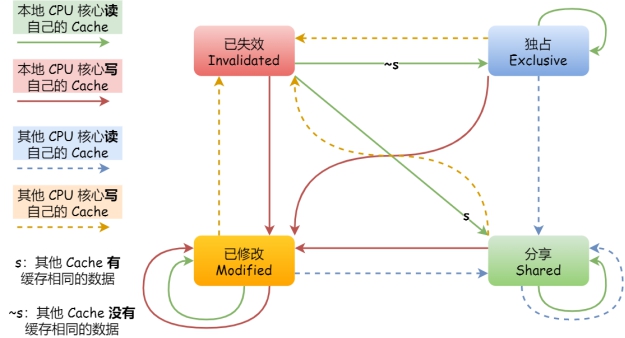 本地 CPU 核心读
自己的 Cache
本地 CPU 核心写
自己的 Cache
其他 CPU 核心读
自己的 Cache
其他 CPU 核心写
自己的 Cache
s：其他 Cache 有
缓存相同的数据
~s：其他 Cache 没有
缓存相同的数据
已失效
Invalidated
独占
Exclusive
~s
s
已修改
Modified
分享
Shared